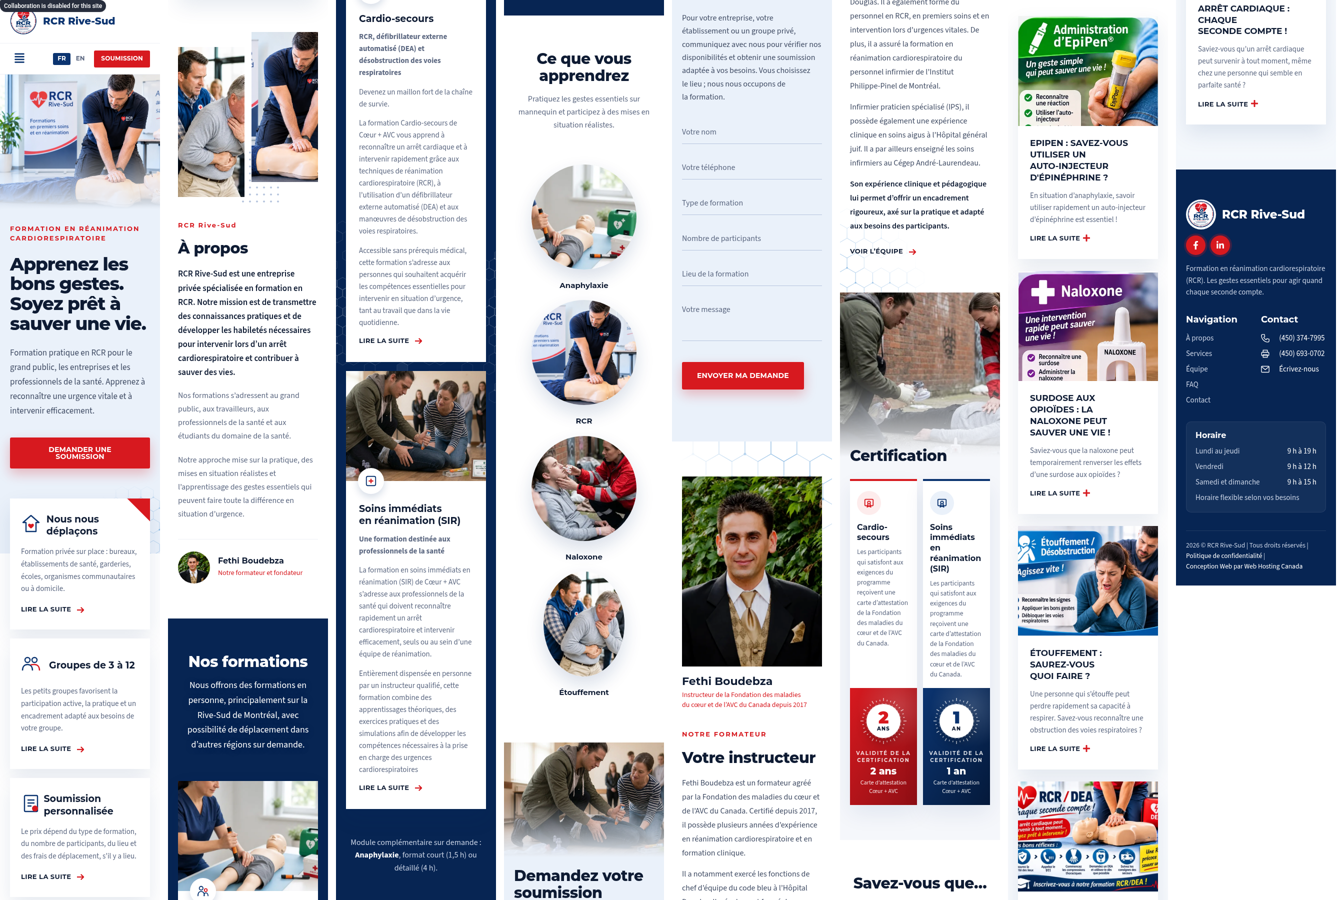 Collaboration is disabled for this site
RCR Rive-Sud
FR
EN
SOUMISSION
RCR
Rive-Sud
FORMATION EN RÉANIMATION
CARDIORESPIRATOIRE
Apprenez les
bons gestes.
Soyez prêt à
sauver une vie.
Formation pratique en RCR pour le
grand public, les entreprises et les
professionnels de la santé. Apprenez à
reconnaître une urgence vitale et à
intervenir efficacement.
DEMANDER UNE
SOUMISSION
Nous nous
déplaçons
Formation privée sur place : bureaux,
établissements de santé, garderies,
écoles, organismes communautaires
ou à domicile.
LIRE LA SUITE
Groupes de 3 à 12
Les petits groupes favorisent la
participation active, la pratique et un
encadrement adapté aux besoins de
votre groupe.
LIRE LA SUITE
Soumission
personnalisée
Le prix dépend du type de formation,
du nombre de participants, du lieu et
des frais de déplacement, s'il y a lieu.
LIRE LA SUITE
RCR Rive-Sud
À propos
RCR Rive-Sud est une entreprise
privée spécialisée en formation en
RCR. Notre mission est de transmettre
des connaissances pratiques et de
développer les habiletés nécessaires
pour intervenir lors d'un arrêt
cardiorespiratoire et contribuer à
sauver des vies.
Nos formations s'adressent au grand
public, aux travailleurs, aux
professionnels de la santé et aux
étudiants du domaine de la santé.
Notre approche mise sur la pratique, des
mises en situation réalistes et
l'apprentissage des gestes essentiels qui
peuvent faire toute la différence en
situation d'urgence.
Fethi Boudebza
Notre formateur et fondateur
Nos formations
Nous offrons des formations en
personne, principalement sur la
Rive-Sud de Montréal, avec
possibilité de déplacement dans
d'autres régions sur demande.
Cardio-secours
RCR, défibrillateur externe
automatisé (DEA) et
désobstruction des voies
respiratoires
Devenez un maillon fort de la chaîne
de survie.
La formation Cardio-secours de
Cœur + AVC vous apprend à
reconnaître un arrêt cardiaque et à
intervenir rapidement grâce aux
techniques de réanimation
cardiorespiratoire (RCR), à
l'utilisation d'un défibrillateur
externe automatisé (DEA) et aux
manœuvres de désobstruction des
voies respiratoires.
Accessible sans prérequis médical,
cette formation s'adresse aux
personnes qui souhaitent acquérir
les compétences essentielles pour
intervenir en situation d'urgence,
tant au travail que dans la vie
quotidienne.
LIRE LA SUITE
Soins immédiats
en réanimation (SIR)
Une formation destinée aux
professionnels de la santé
La formation en soins immédiats en
réanimation (SIR) de Cœur + AVC
s'adresse aux professionnels de la
santé qui doivent reconnaître
rapidement un arrêt
cardiorespiratoire et intervenir
efficacement, seuls ou au sein d'une
équipe de réanimation.
Entièrement dispensée en personne
par un instructeur qualifié, cette
formation combine des
apprentissages théoriques, des
exercices pratiques et des
simulations afin de développer les
compétences nécessaires à la prise
en charge des urgences
cardiorespiratoires
LIRE LA SUITE
Module complémentaire sur demande :
Anaphylaxie, format court (1,5 h) ou
détaillé (4 h).
Ce que vous
apprendrez
Pratiquez les gestes essentiels sur
mannequin et participez à des mises en
situation réalistes.
Anaphylaxie
RCR
Naloxone
Étouffement
Demandez votre
soumission
Pour votre entreprise, votre
établissement ou un groupe privé,
communiquez avec nous pour vérifier nos
disponibilités et obtenir une soumission
adaptée à vos besoins. Vous choisissez
le lieu ; nous nous occupons de
la formation.
Votre nom
Votre téléphone
Type de formation
Nombre de participants
Lieu de la formation
Votre message
ENVOYER MA DEMANDE
Fethi Boudebza
Instructeur de la Fondation des maladies
du cœur et de l'AVC du Canada depuis 2017
NOTRE FORMATEUR
Votre instructeur
Fethi Boudebza est un formateur agréé
par la Fondation des maladies du cœur et
de l'AVC du Canada. Certifié depuis 2017,
il possède plusieurs années d'expérience
en réanimation cardiorespiratoire et en
formation clinique.
Il a notamment exercé les fonctions de
chef d'équipe du code bleu à l'Hôpital
Douglas. Il a également formé du
personnel en RCR, en premiers soins et en
intervention lors d'urgences vitales. De
plus, il a assuré la formation en
réanimation cardiorespiratoire du
personnel infirmier de l'Institut
Philippe-Pinel de Montréal.
Infirmier praticien spécialisé (IPS), il
possède également une expérience
clinique en soins aigus à l'Hôpital général
juif. Il a par ailleurs enseigné les soins
infirmiers au Cégep André-Laurendeau.
Son expérience clinique et pédagogique
lui permet d'offrir un encadrement
rigoureux, axé sur la pratique et adapté
aux besoins des participants.
VOIR L'ÉQUIPE
Certification
Cardio-
secours
Les participants
qui satisfont aux
exigences du
programme
reçoivent une
carte d'attestation
de la Fondation
des maladies du
cœur et de l'AVC
du Canada.
2
ANS
VALIDITÉ DE LA
CERTIFICATION
2 ans
Carte d'attestation
Cœur + AVC
Soins
immédiats
en
réanimation
(SIR)
Les participants
qui satisfont aux
exigences du
programme
reçoivent une
carte d'attestation
de la Fondation
des maladies du
cœur et de l'AVC
du Canada.
1
AN
VALIDITÉ DE LA
CERTIFICATION
1 an
Carte d'attestation
Cœur + AVC
Savez-vous que...
Administration
d'EpiPen®
Un geste simple
qui peut sauver une vie !
Reconnaître
une réaction
Utiliser l'auto-
injecteur
EPIPEN : SAVEZ-VOUS
UTILISER UN
AUTO-INJECTEUR
D'ÉPINÉPHRINE ?
En situation d'anaphylaxie, savoir
utiliser rapidement un auto-injecteur
d'épinéphrine est essentiel !
LIRE LA SUITE
Naloxone
Une intervention
rapide peut sauver
une vie !
Reconnaître une
surdose
Administrer la
naloxone
NALOXONE
SURDOSE AUX
OPIOÏDES : LA
NALOXONE PEUT
SAUVER UNE VIE !
Saviez-vous que la naloxone peut
temporairement renverser les effets
d'une surdose aux opioïdes ?
LIRE LA SUITE
Étouffement /
Désobstruction
Agissez vite !
Reconnaître les signes
Appliquer les bons gestes
Débloquer les voies
respiratoires
ÉTOUFFEMENT :
SAUREZ-VOUS
QUOI FAIRE ?
Une personne qui s'étouffe peut
perdre rapidement sa capacité à
respirer. Savez-vous reconnaître une
obstruction des voies respiratoires ?
LIRE LA SUITE
RCR/DEA
Chaque seconde compte !
Inscrivez-vous à notre formation RCR/DEA !
ARRÊT CARDIAQUE :
CHAQUE
SECONDE COMPTE !
Saviez-vous qu'un arrêt cardiaque
peut survenir à tout moment, même
chez une personne qui semble en
parfaite santé ?
LIRE LA SUITE
RCR Rive-Sud
Formation en réanimation cardiorespiratoire
(RCR). Les gestes essentiels pour agir quand
chaque seconde compte.
Navigation
À propos
Services
Équipe
FAQ
Contact
Contact
(450) 374-7995
(450) 693-0702
Écrivez-nous
Horaire
Lundi au jeudi 9 h à 19 h
Vendredi 9 h à 12 h
Samedi et dimanche 9 h à 15 h
Horaire flexible selon vos besoins
2026 © RCR Rive-Sud | Tous droits réservés |
Politique de confidentialité |
Conception Web par Web Hosting Canada